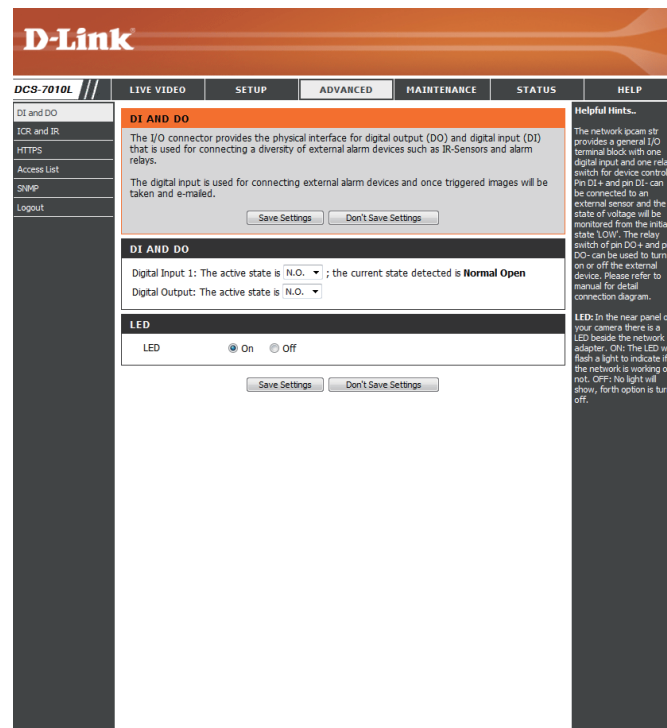 D-Link
DCS-7010L
LIVE VIDEO
SETUP
ADVANCED
MAINTENANCE
STATUS
HELP
DI and DO
ICR and IR
HTTPS
Access List
SNMP
Logout
DI AND DO
The I/O connector provides the physical interface for digital output (DO) and digital input (DI)
that is used for connecting a diversity of external alarm devices such as IR-Sensors and alarm
relays.
The digital input is used for connecting external alarm devices and once triggered images will be
taken and e-mailed.
Save Settings
Don't Save Settings
DI AND DO
Digital Input 1: The active state is N.O. ; the current state detected is Normal Open
Digital Output: The active state is N.O.
LED
LED On Off
Save Settings
Don't Save Settings
Helpful Hints..
The network ipcam str
provides a general I/O
terminal block with one
digital input and one rela
switch for device control
Pin DI+ and pin DI- can
be connected to an
external sensor and the
state of voltage will be
monitored from the initia
state 'LOW'. The relay
switch of pin DO+ and p
DO- can be used to turn
on or off the external
device. Please refer to
manual for detail
connection diagram.
LED: In the near panel o
your camera there is a
LED beside the network
adapter. ON: The LED w
flash a light to indicate if
the network is working o
not. OFF: No light will
show, forth option is tur
off.